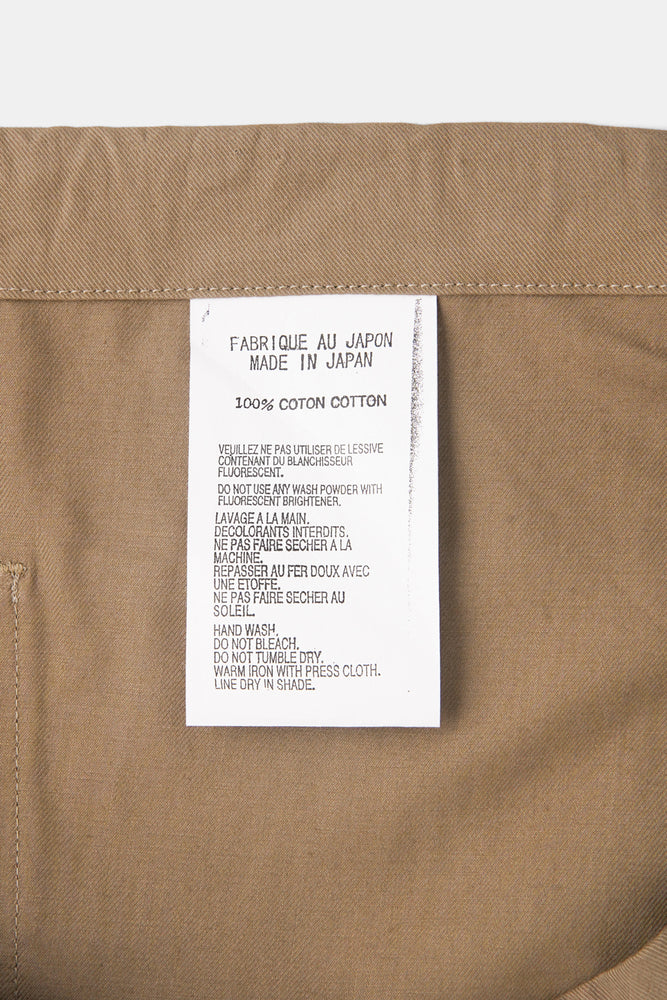 FABRIQUE AU JAPON
MADE IN JAPAN
100% COTON COTTON
VEUILLEZ NE PAS UTILISER DE LESSIVE
CONTENANT DU BLANCHISSEUR
FLUORESCENT.
DO NOT USE ANY WASH POWDER WITH
FLUORESCENT BRIGHTENER.
LAVAGE A LA MAIN.
DECOLORANTS INTERDITS.
NE PAS FAIRE SECHER A LA
MACHINE.
REPASSER AU FER DOUX AVEC
UNE ETOFFE.
NE PAS FAIRE SECHER AU
SOLEIL.
HAND WASH.
DO NOT BLEACH.
DO NOT TUMBLE DRY.
WARM IRON WITH PRESS CLOTH.
LINE DRY IN SHADE.